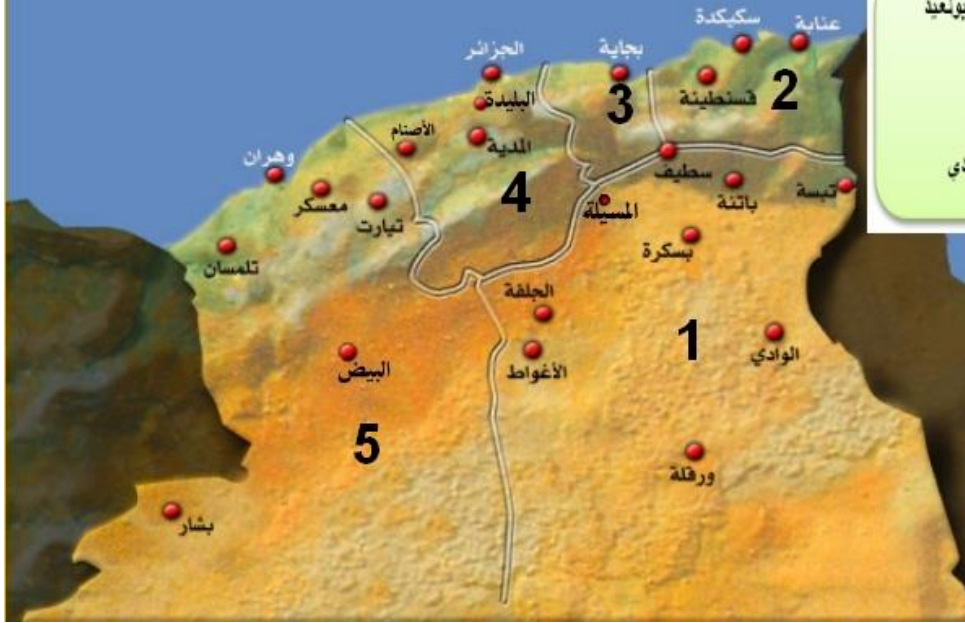 سكيكدة
عنابة
الجزائر
بجاية
قسنطينة
2
3
البليدة
الأصنام
المدية
وهران
معسكر
تيارت
4
سطيف
باتنة
تبسة
المسيلة
تلمسان
بسكرة
الجلفة
1
الوادي
البيض
الأغواط
5
ورقلة
بشار